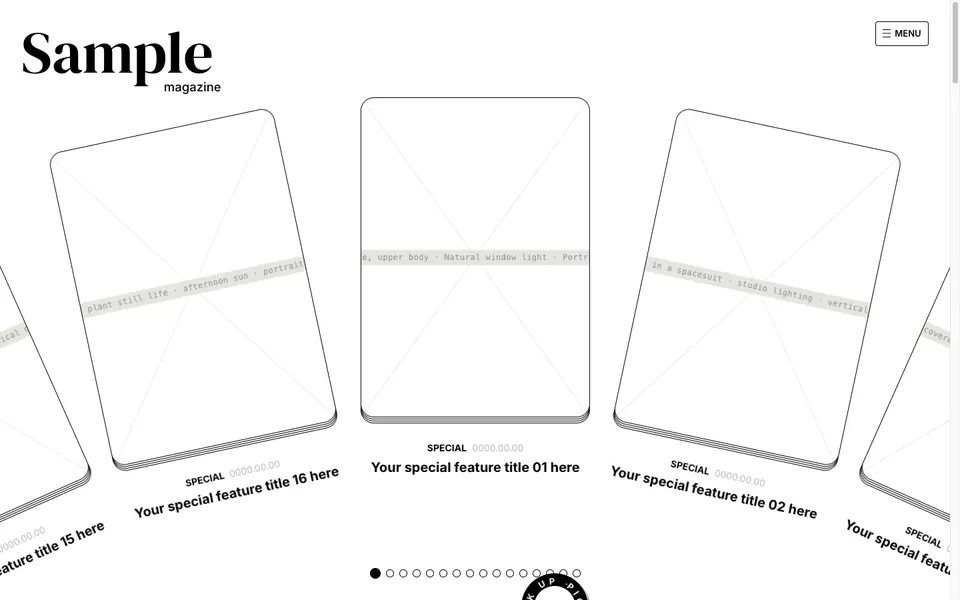 Sample
magazine
MENU
plant still life · afternoon sun · portrait
upper body · Natural window light ·
in a spacesuit · studio lighting · vertical
SPECIAL 0000.00.00
Your special feature title 01 here
SPECIAL 0000.00.00
Your special feature title 16 here
SPECIAL 0000.00.00
Your special feature title 02 here
0000.00.00
title 15 here
SPECIAL
Your special
UP